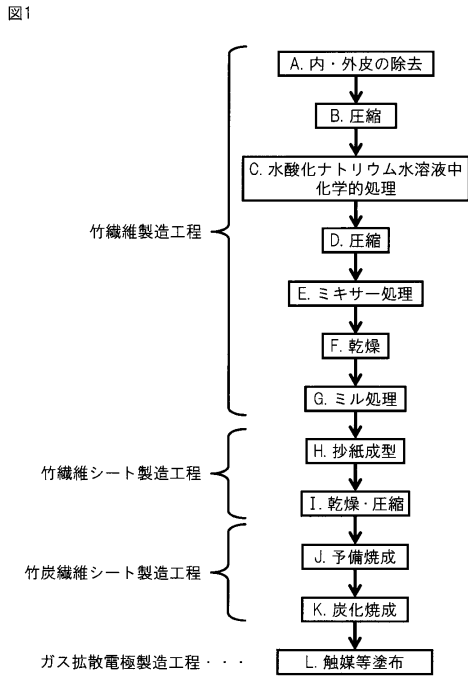 図1
A. 内・外皮の除去
B. 圧縮
C. 水酸化ナトリウム水溶液中
化学的処理
竹繊維製造工程
D. 圧縮
E. ミキサー処理
F. 乾燥
G. ミル処理
H. 抄紙成型
竹繊維シート製造工程
I. 乾燥・圧縮
J. 予備焼成
竹炭繊維シート製造工程
K. 炭化焼成
ガス拡散電極製造工程・・・
L. 触媒等塗布